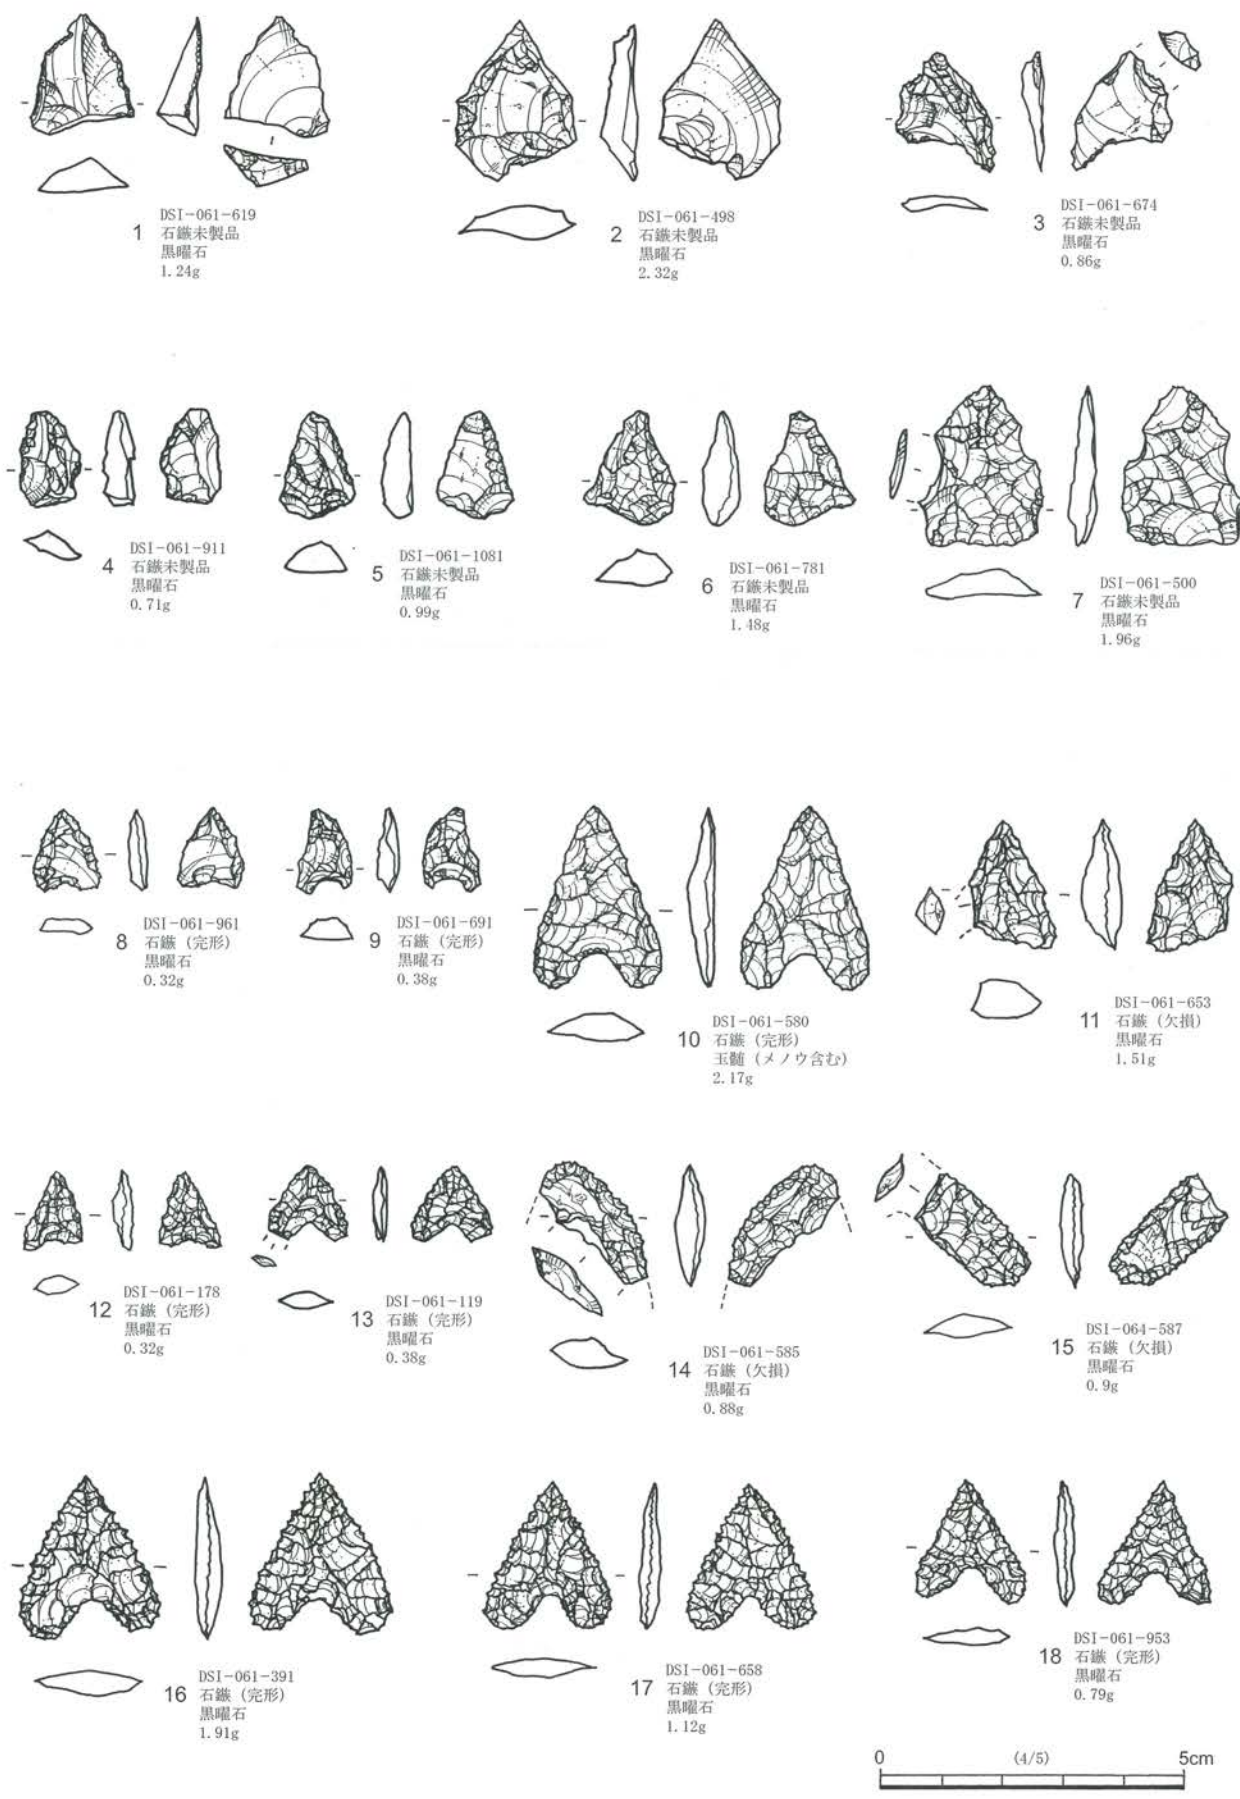 1
DSI-061-619
石鏃未製品
黒曜石
1.24g
2
DSI-061-498
石鏃未製品
黒曜石
2.32g
3
DSI-061-674
石鏃未製品
黒曜石
0.86g
4
DSI-061-911
石鏃未製品
黒曜石
0.71g
5
DSI-061-1081
石鏃未製品
黒曜石
0.99g
6
DSI-061-781
石鏃未製品
黒曜石
1.48g
7
DSI-061-500
石鏃未製品
黒曜石
1.96g
8
DSI-061-961
石鏃(完形)
黒曜石
0.32g
9
DSI-061-691
石鏃(完形)
黒曜石
0.38g
10
DSI-061-580
石鏃(完形)
玉髄(メノウ含む)
2.17g
11
DSI-061-653
石鏃(欠損)
黒曜石
1.51g
12
DSI-061-178
石鏃(完形)
黒曜石
0.32g
13
DSI-061-119
石鏃(完形)
黒曜石
0.38g
14
DSI-061-585
石鏃(欠損)
黒曜石
0.88g
15
DSI-064-587
石鏃(欠損)
黒曜石
0.9g
16
DSI-061-391
石鏃(完形)
黒曜石
1.91g
17
DSI-061-658
石鏃(完形)
黒曜石
1.12g
18
DSI-061-953
石鏃(完形)
黒曜石
0.79g
0 (4/5) 5cm